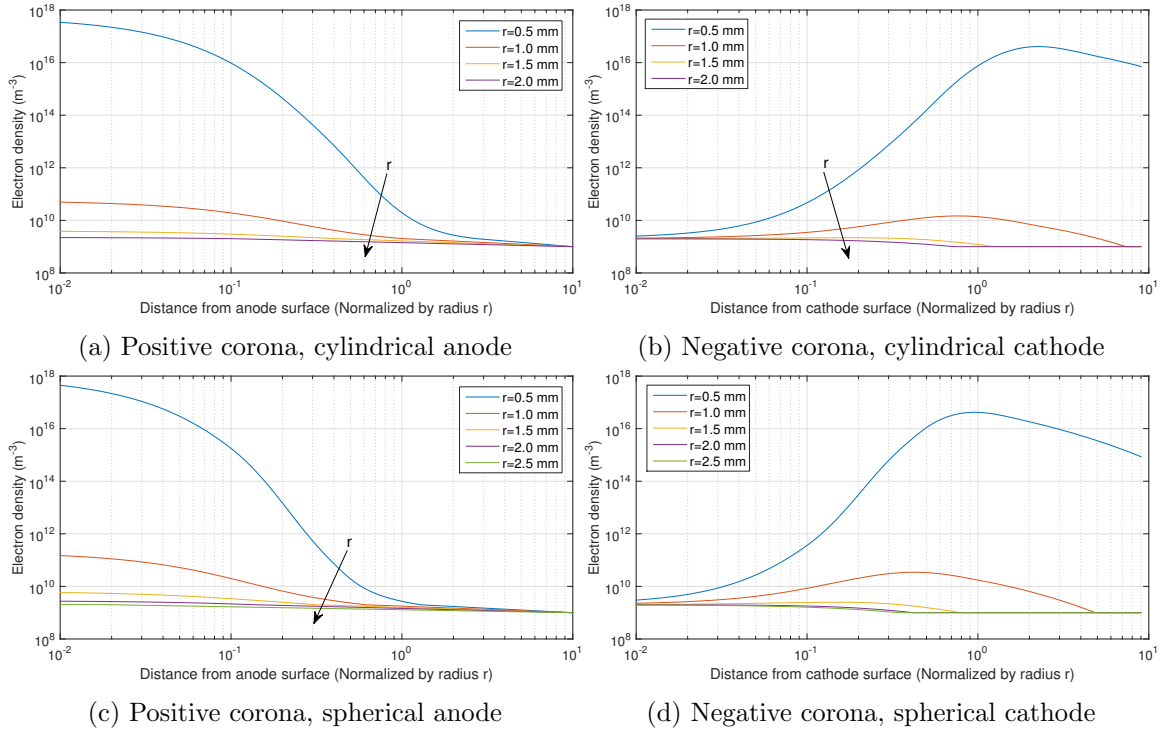 10^18
10^16
10^14
10^12
10^10
10^8
Electron density (m^-3)
r=0.5 mm
r=1.0 mm
r=1.5 mm
r=2.0 mm
r
10^-2 10^-1 10^0 10^1
Distance from anode surface (Normalized by radius r)
(a) Positive corona, cylindrical anode
10^18
10^16
10^14
10^12
10^10
10^8
Electron density (m^-3)
r=0.5 mm
r=1.0 mm
r=1.5 mm
r=2.0 mm
r
10^-2 10^-1 10^0 10^1
Distance from cathode surface (Normalized by radius r)
(b) Negative corona, cylindrical cathode
10^18
10^16
10^14
10^12
10^10
10^8
Electron density (m^-3)
r=0.5 mm
r=1.0 mm
r=1.5 mm
r=2.0 mm
r=2.5 mm
r
10^-2 10^-1 10^0 10^1
Distance from anode surface (Normalized by radius r)
(c) Positive corona, spherical anode
10^18
10^16
10^14
10^12
10^10
10^8
Electron density (m^-3)
r=0.5 mm
r=1.0 mm
r=1.5 mm
r=2.0 mm
r=2.5 mm
10^-2 10^-1 10^0 10^1
Distance from cathode surface (Normalized by radius r)
(d) Negative corona, spherical cathode